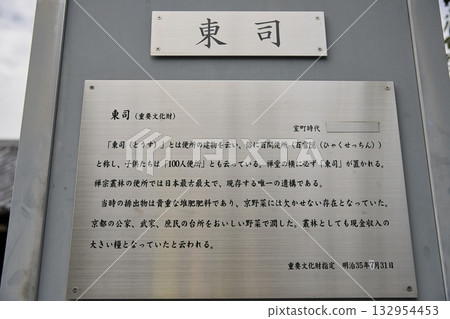 東司
東司（重要文化財）
室町時代
「東司（とうす）」とは便所の建物を云い、俗に百間便所（百雪隠（ひゃくせっちん））
と称し、子供たちは「100人便所」とも云っている。禅堂の横に必ず「東司」が置かれる。
禅宗叢林の便所では日本最古最大で、現存する唯一の遺構である。
当時の排出物は貴重な堆肥肥料であり、京野菜には欠かせない存在となっていた。
京都の公家、武家、庶民の台所をおいしい野菜で潤した。叢林としても現金収入の
大きい糧となっていたと云われる。
重要文化財指定 明治35年7月31日
Adobe Stock
132954453